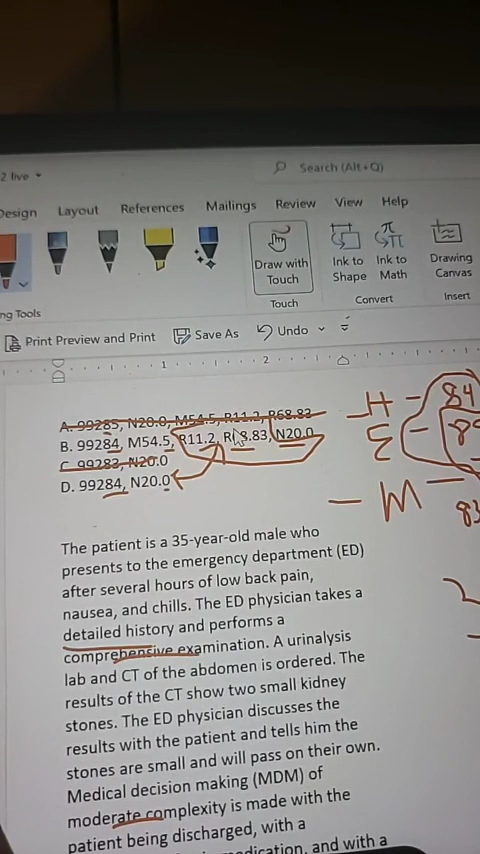 2 live
Search (Alt+Q)
Design Layout References Mailings Review View Help
Draw with Touch
Ink to Shape
Ink to Math
Drawing Canvas
Touch
Convert
Insert
ng Tools
Print Preview and Print Save As Undo
1 2
A. 99285, N20.0, M54.5, R11.2, R68.83
B. 99284, M54.5, R11.2, R68.83, N20.0
C. 99283, N20.0
D. 99284, N20.0
H - 84
E
- M - 83
The patient is a 35-year-old male who
presents to the emergency department (ED)
after several hours of low back pain,
nausea, and chills. The ED physician takes a
detailed history and performs a
comprehensive examination. A urinalysis
lab and CT of the abdomen is ordered. The
results of the CT show two small kidney
stones. The ED physician discusses the
results with the patient and tells him the
stones are small and will pass on their own.
Medical decision making (MDM) of
moderate complexity is made with the
patient being discharged, with a
medication, and with a